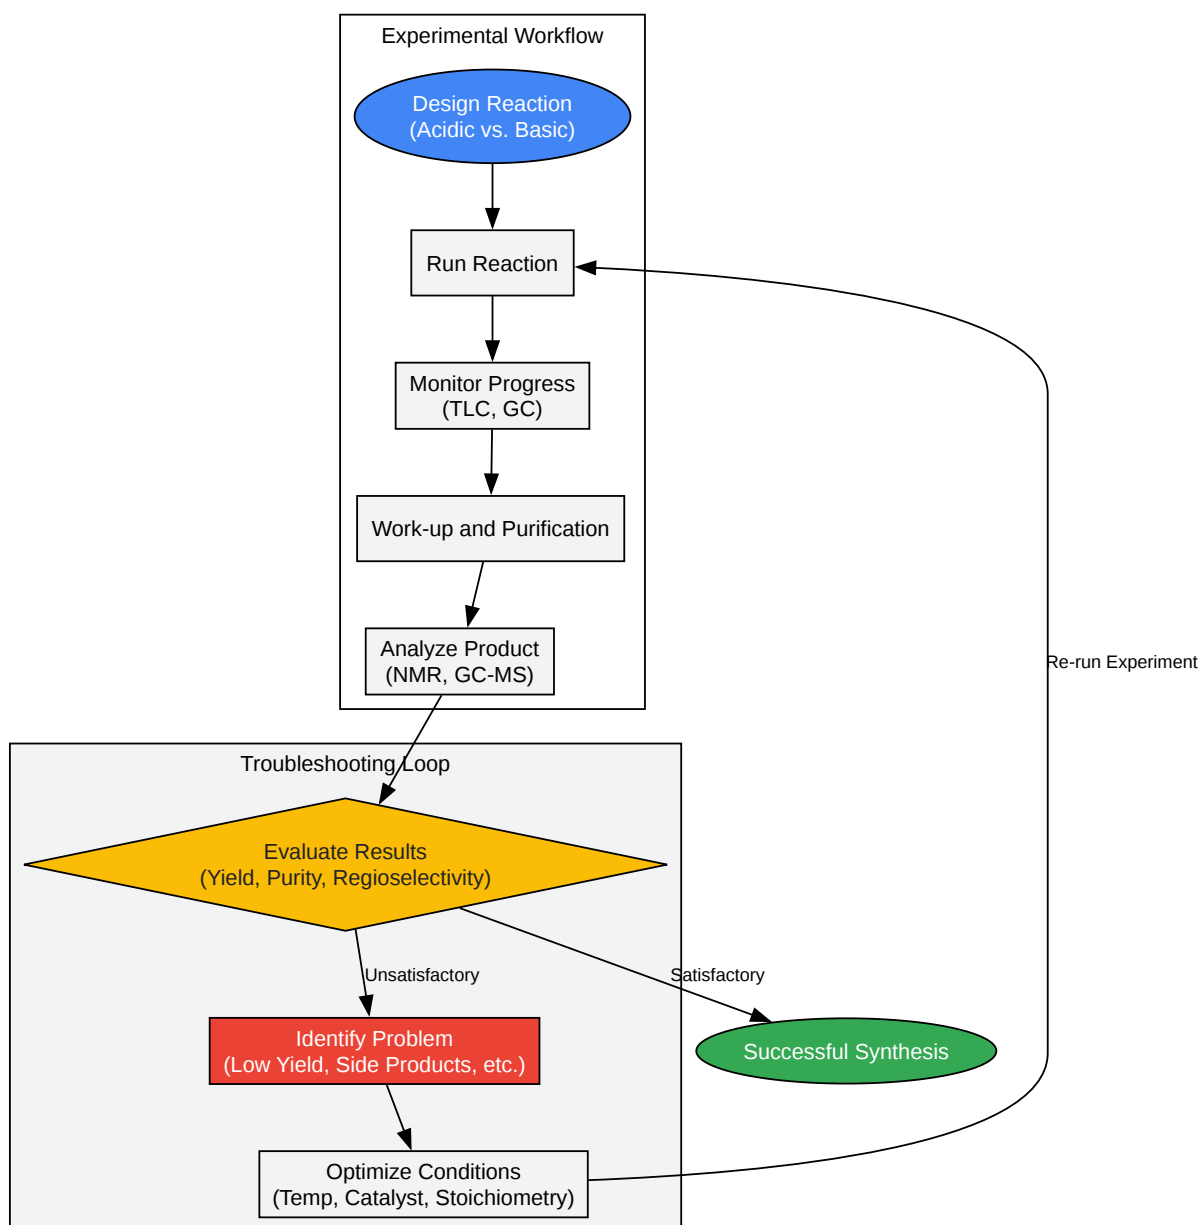 Experimental Workflow
Design Reaction
(Acidic vs. Basic)
Run Reaction
Monitor Progress
(TLC, GC)
Work-up and Purification
Analyze Product
(NMR, GC-MS)
Re-run Experiment
Troubleshooting Loop
Evaluate Results
(Yield, Purity, Regioselectivity)
Unsatisfactory
Satisfactory
Identify Problem
(Low Yield, Side Products, etc.)
Successful Synthesis
Optimize Conditions
(Temp, Catalyst, Stoichiometry)